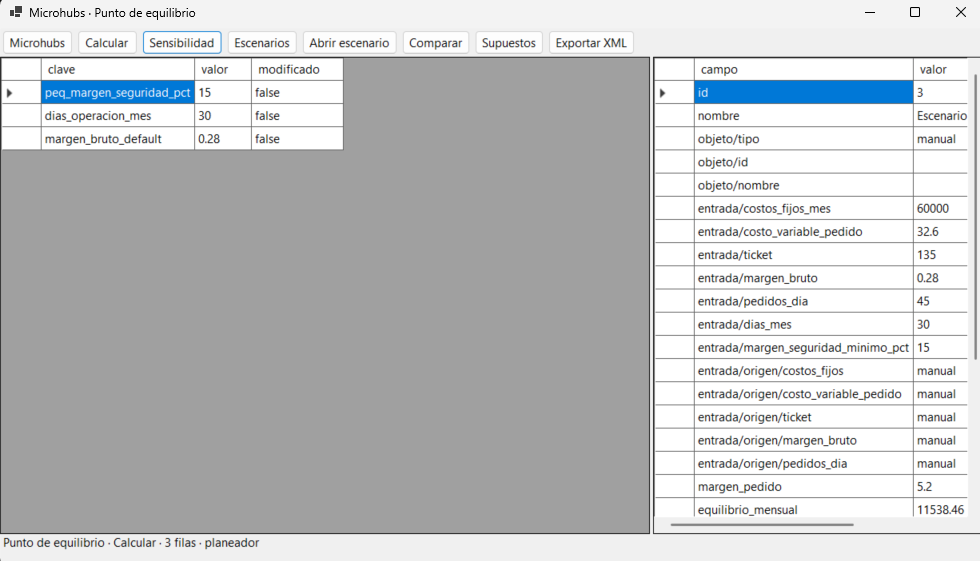 Microhubs · Punto de equilibrio
Microhubs Calcular Sensibilidad Escenarios Abrir escenario Comparar Supuestos Exportar XML
clave valor modificado
peq_margen_seguridad_pct 15 false
dias_operacion_mes 30 false
margen_bruto_default 0.28 false
campo valor
id 3
nombre Escenario
objeto/tipo manual
objeto/id
objeto/nombre
entrada/costos_fijos_mes 60000
entrada/costo_variable_pedido 32.6
entrada/ticket 135
entrada/margen_bruto 0.28
entrada/pedidos_dia 45
entrada/dias_mes 30
entrada/margen_seguridad_minimo_pct 15
entrada/origen/costos_fijos manual
entrada/origen/costo_variable_pedido manual
entrada/origen/ticket manual
entrada/origen/margen_bruto manual
entrada/origen/pedidos_dia manual
margen_pedido 5.2
equilibrio_mensual 11538.46
Punto de equilibrio · Calcular · 3 filas · planeador